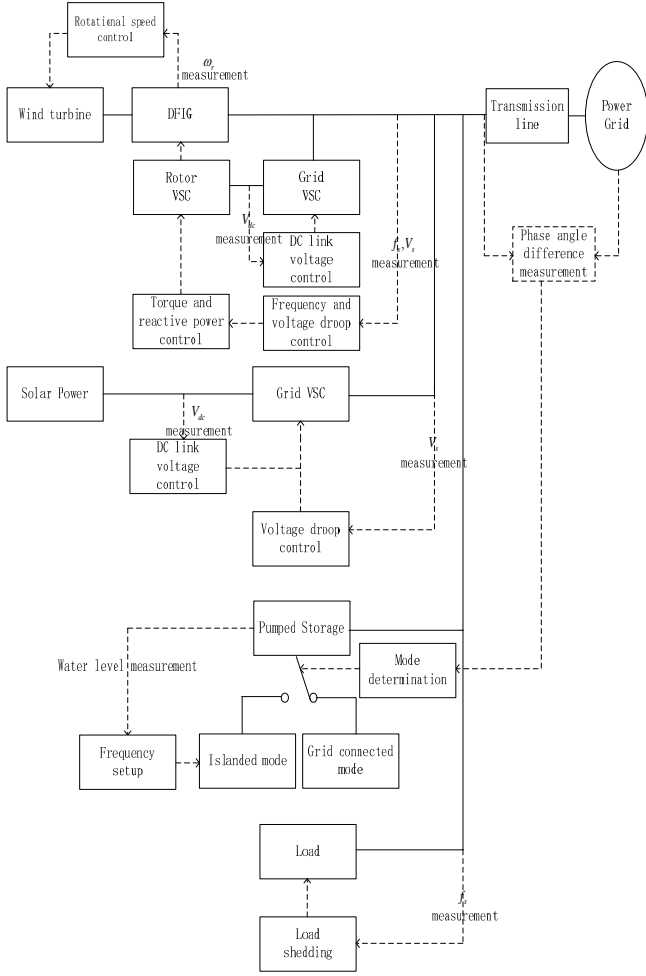 Rotational speed
control
ωr
measurement
Wind turbine
DFIG
Transmission
line
Power
Grid
Rotor
VSC
Grid
VSC
Vdc
measurement
DC link
voltage
control
fs,Vs
measurement
Phase angle
difference
measurement
Torque and
reactive power
control
Frequency and
voltage droop
control
Solar Power
Grid VSC
Vdc
measurement
DC link
voltage
control
Vs
measurement
Voltage droop
control
Pumped Storage
Water level measurement
Mode
determination
Frequency
setup
Islanded mode
Grid connected
mode
Load
fs
measurement
Load
shedding